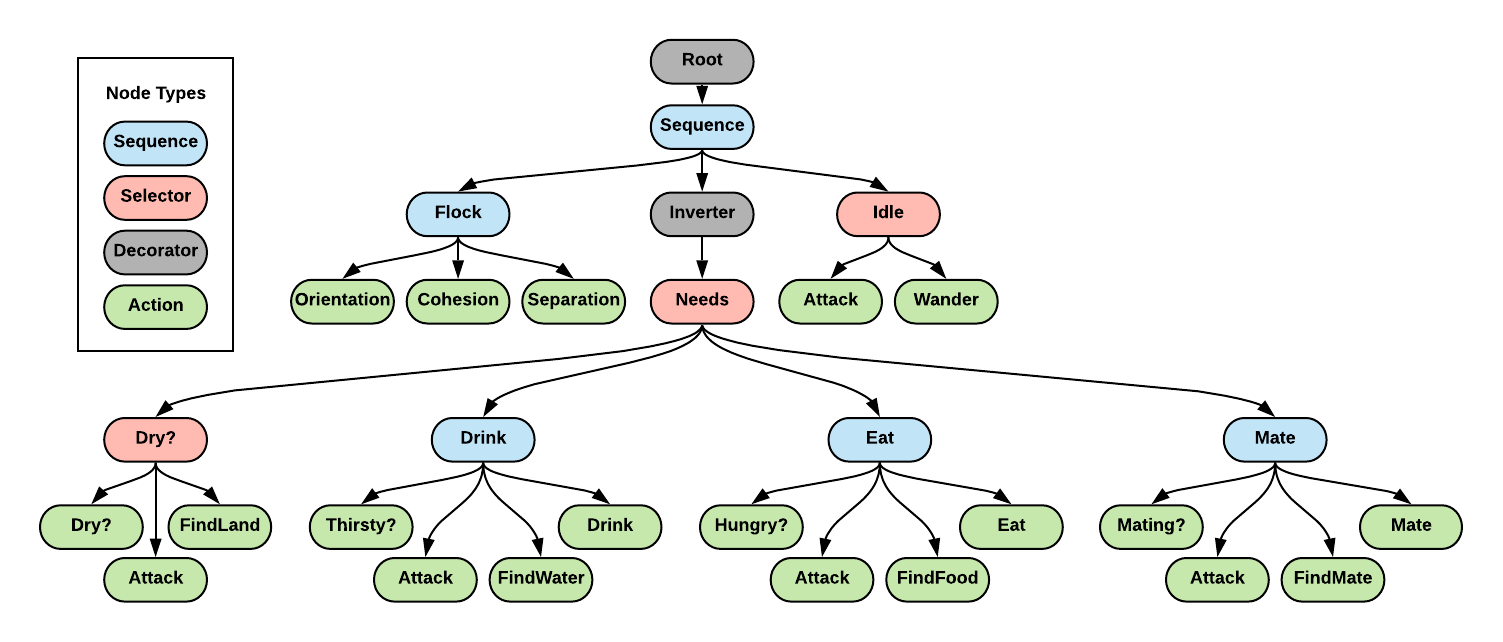 Root
Node Types
Sequence
Sequence
Selector
Decorator
Action
Flock
Inverter
Idle
Orientation
Cohesion
Separation
Needs
Attack
Wander
Dry?
Drink
Eat
Mate
Dry?
FindLand
Attack
Thirsty?
Drink
Attack
FindWater
Hungry?
Eat
Attack
FindFood
Mating?
Mate
Attack
FindMate